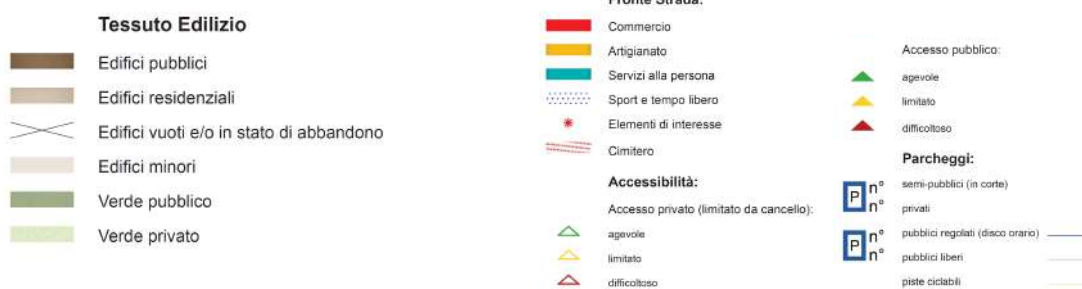 Tessuto Edilizio
Edifici pubblici
Edifici residenziali
Edifici vuoti e/o in stato di abbandono
Edifici minori
Verde pubblico
Verde privato
Fronte Strada:
Commercio
Artigianato
Servizi alla persona
Sport e tempo libero
Elementi di interesse
Cimitero
Accessibilità:
Accesso privato (limitato da cancello):
agevole
limitato
difficoltoso
Accesso pubblico:
agevole
limitato
difficoltoso
Parcheggi:
P n° semi-pubblici (in corte)
n° privati
P n° pubblici regolati (disco orario)
n° pubblici liberi
piste ciclabili